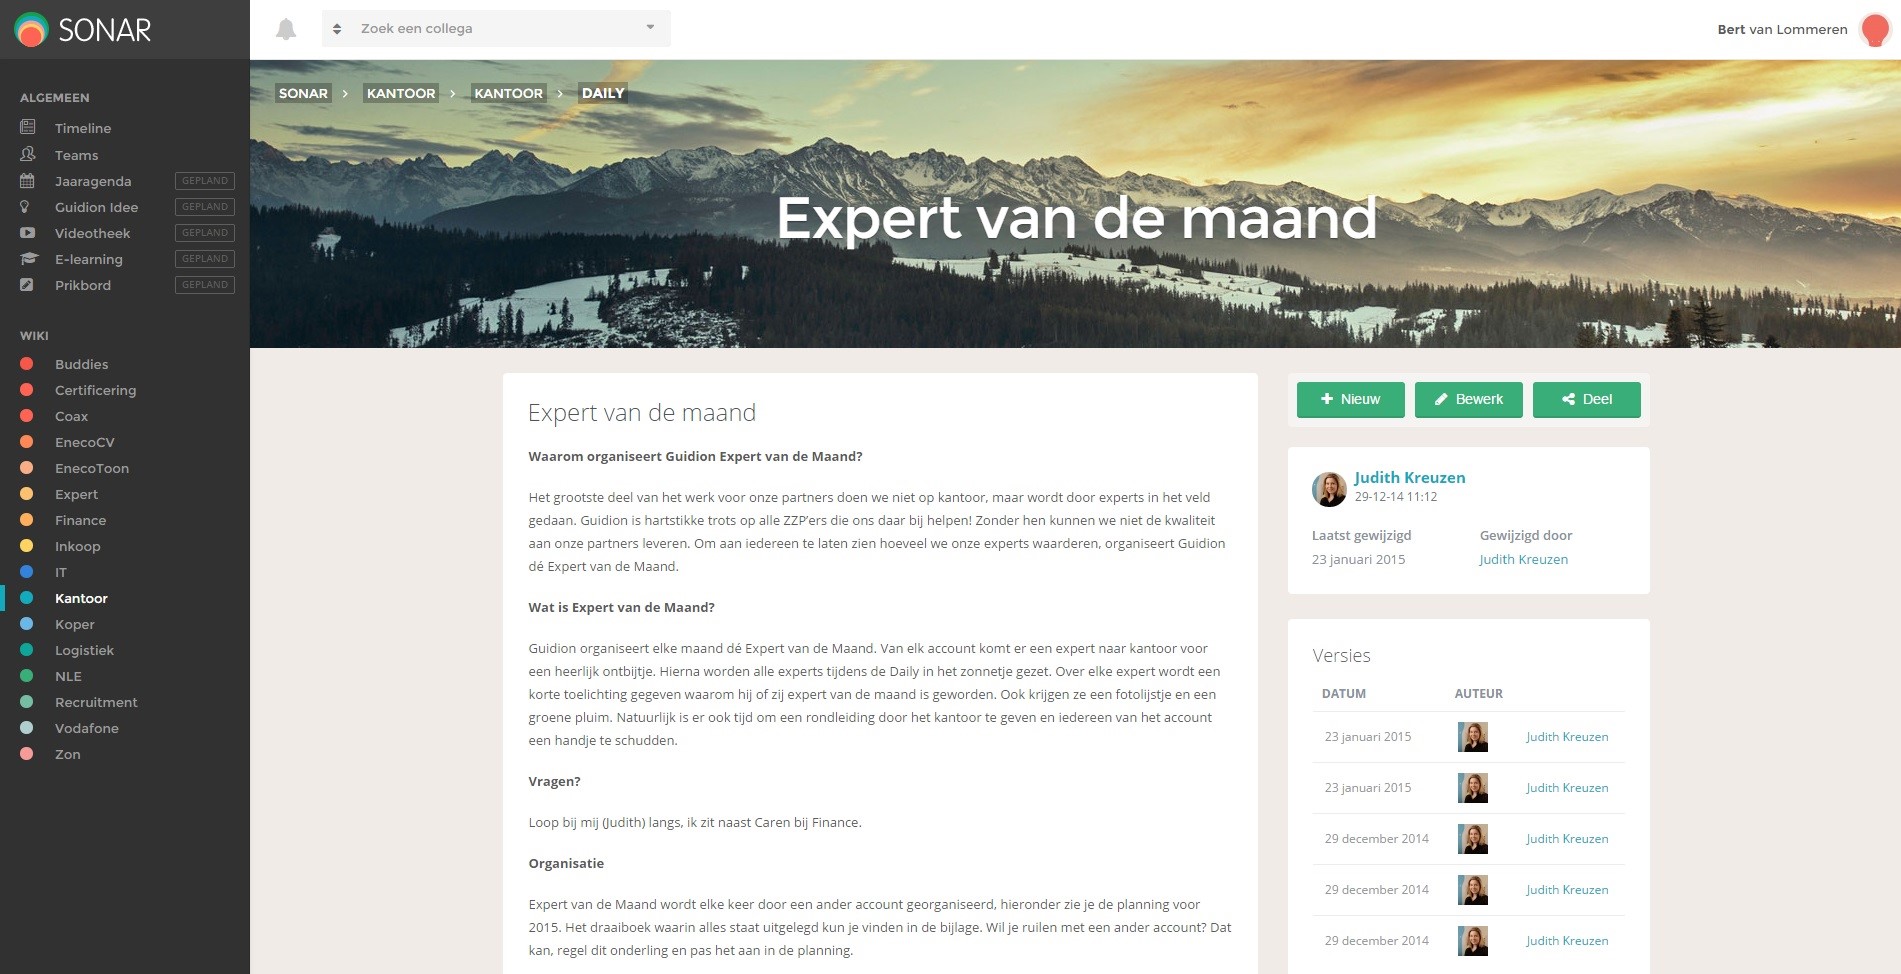 SONAR
Zoek een collega
Bert van Lommeren
ALGEMEEN
Timeline
Teams
Jaaragenda GEPLAND
Guidion Idee GEPLAND
Videotheek GEPLAND
E-learning GEPLAND
Prikbord GEPLAND
WIKI
Buddies
Certificering
Coax
EnecoCV
EnecoToon
Expert
Finance
Inkoop
IT
Kantoor
Koper
Logistiek
NLE
Recruitment
Vodafone
Zon
SONAR > KANTOOR > KANTOOR > DAILY
Expert van de maand
Expert van de maand
Waarom organiseert Guidion Expert van de Maand?
Het grootste deel van het werk voor onze partners doen we niet op kantoor, maar wordt door experts in het veld
gedaan. Guidion is hartstikke trots op alle ZZP'ers die ons daar bij helpen! Zonder hen kunnen we niet de kwaliteit
aan onze partners leveren. Om aan iedereen te laten zien hoeveel we onze experts waarderen, organiseert Guidion
dé Expert van de Maand.
Wat is Expert van de Maand?
Guidion organiseert elke maand dé Expert van de Maand. Van elk account komt er een expert naar kantoor voor
een heerlijk ontbijtje. Hierna worden alle experts tijdens de Daily in het zonnetje gezet. Over elke expert wordt een
korte toelichting gegeven waarom hij of zij expert van de maand is geworden. Ook krijgen ze een fotolijstje en een
groene pluim. Natuurlijk is er ook tijd om een rondleiding door het kantoor te geven en iedereen van het account
een handje te schudden.
Vragen?
Loop bij mij (Judith) langs, ik zit naast Caren bij Finance.
Organisatie
Expert van de Maand wordt elke keer door een ander account georganiseerd, hieronder zie je de planning voor
2015. Het draaiboek waarin alles staat uitgelegd kun je vinden in de bijlage. Wil je ruilen met een ander account? Dat
kan, regel dit onderling en pas het aan in de planning.
Nieuw Bewerk Deel
Judith Kreuzen
29-12-14 11:12
Laatst gewijzigd Gewijzigd door
23 januari 2015 Judith Kreuzen
Versies
DATUM AUTEUR
23 januari 2015 Judith Kreuzen
23 januari 2015 Judith Kreuzen
29 december 2014 Judith Kreuzen
29 december 2014 Judith Kreuzen
29 december 2014 Judith Kreuzen